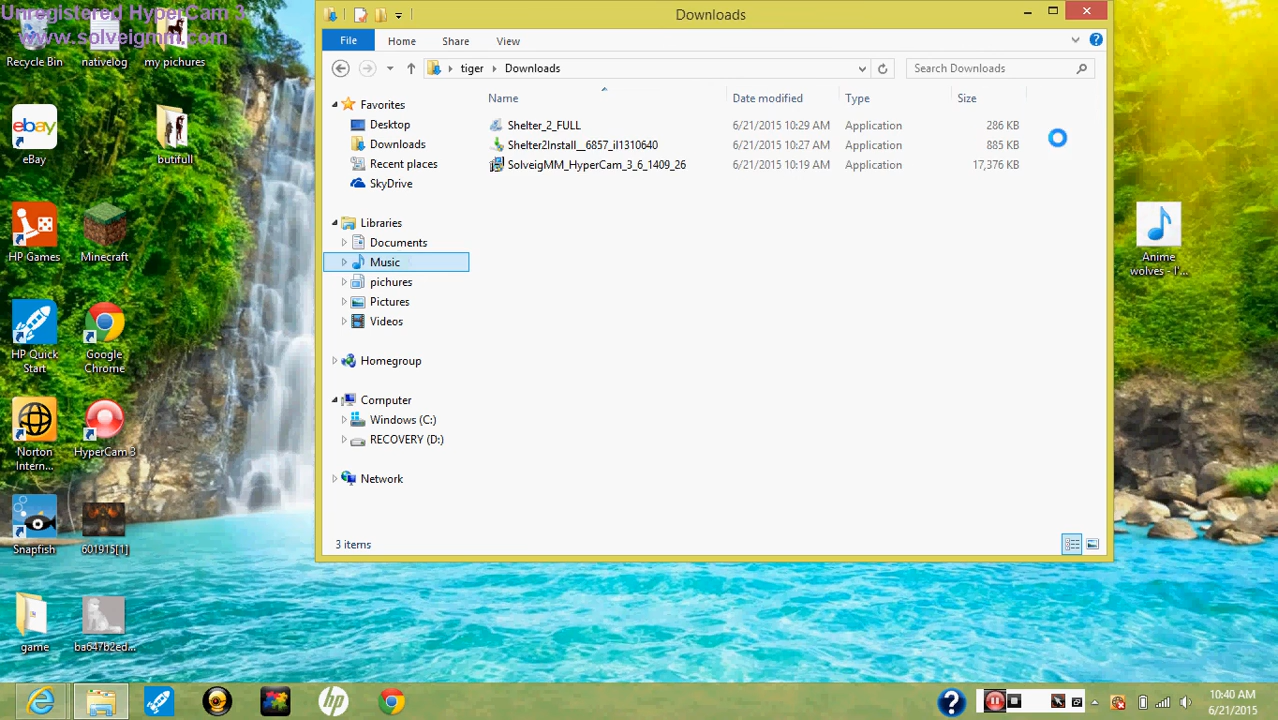 Unregistered HyperCam 3
www.solveigmm.com
Recycle Bin
nativelog
my pichures
eBay
butifull
HP Games
Minecraft
HP Quick
Start
Google
Chrome
Norton
Intern...
HyperCam 3
Snapfish
601915[1]
game
ba647b2ed...
Downloads
File
Home
Share
View
tiger
Downloads
Search Downloads
Favorites
Desktop
Downloads
Recent places
SkyDrive
Libraries
Documents
Music
pichures
Pictures
Videos
Homegroup
Computer
Windows (C:)
RECOVERY (D:)
Network
Name Date modified Type Size
Shelter_2_FULL 6/21/2015 10:29 AM Application 286 KB
Shelter2Install__6857_il1310640 6/21/2015 10:27 AM Application 885 KB
SolveigMM_HyperCam_3_6_1409_26 6/21/2015 10:19 AM Application 17,376 KB
3 items
Anime
wolves - I'...
10:40 AM
6/21/2015